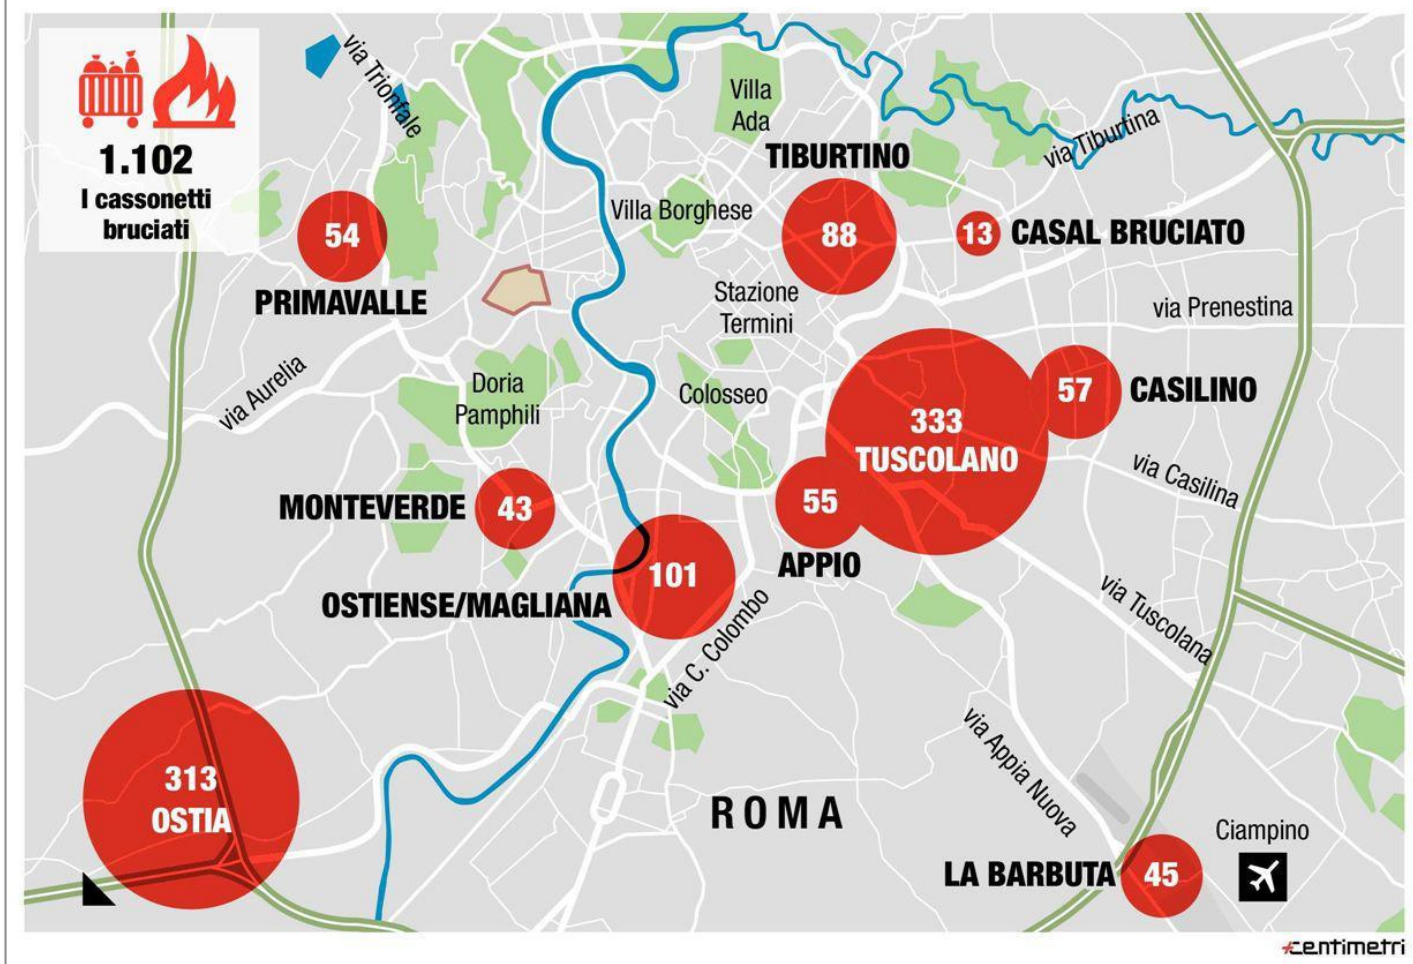 1.102
I cassonetti
bruciati
via Trionfale
Villa
Ada
via Tiburtina
TIBURTINO
54
PRIMAVALLE
Villa Borghese
88
13 CASAL BRUCIATO
Stazione
Termini
via Prenestina
via Aurelia
Doria
Pamphili
Colosseo
333
TUSCOLANO
57 CASILINO
via Casilina
MONTEVERDE 43
55
APPIO
101
OSTIENSE/MAGLIANA
via C. Colombo
via Tuscolana
313
OSTIA
ROMA
via Appia Nuova
Ciampino
LA BARBUTA 45
centimetri